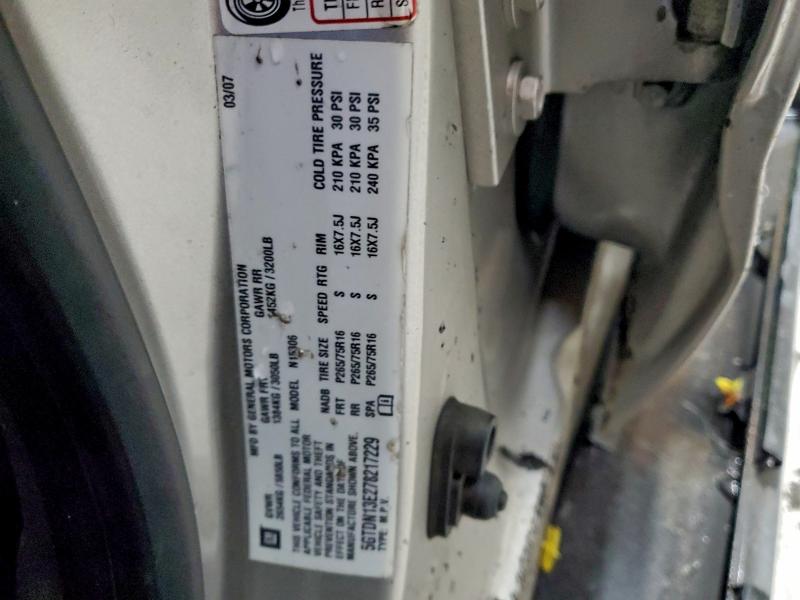 MFD BY GENERAL MOTORS CORPORATION
03/07
GM
GVWR GAWR FRT GAWR RR
1384KG / 3050LB 1452KG / 3200LB
THIS VEHICLE CONFORMS TO ALL
APPLICABLE FEDERAL MOTOR
VEHICLE SAFETY AND THEFT
PREVENTION STANDARDS IN
EFFECT ON THE DATE OF
MANUFACTURE SHOWN ABOVE.
5GTDN13E278217229
TYPE M.P.V.
MODEL N15306
NADB TIRE SIZE SPEED RTG RIM COLD TIRE PRESSURE
FRT P265/75R16 S 16X7.5J 210 KPA 30 PSI
RR P265/75R16 S 16X7.5J 210 KPA 30 PSI
SPA P265/75R16 S 16X7.5J 240 KPA 35 PSI